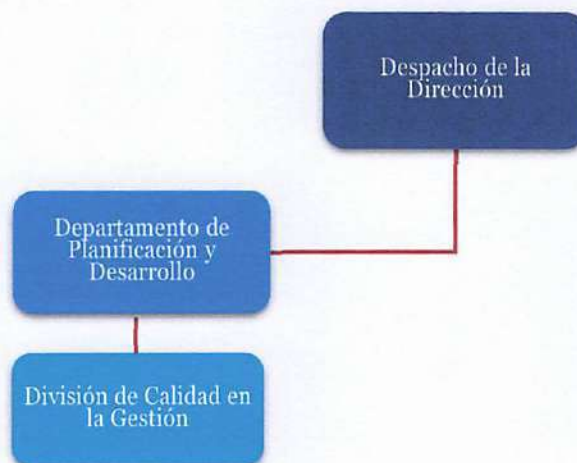 Despacho de la
Dirección
Departamento de
Planificación y
Desarrollo
División de Calidad en
la Gestión